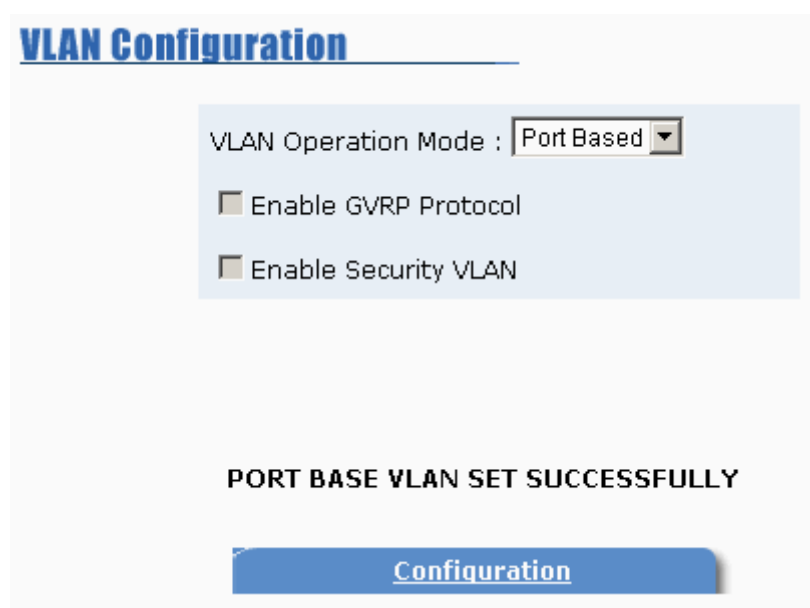 VLAN Configuration
VLAN Operation Mode : Port Based
Enable GVRP Protocol
Enable Security VLAN
PORT BASE VLAN SET SUCCESSFULLY
Configuration